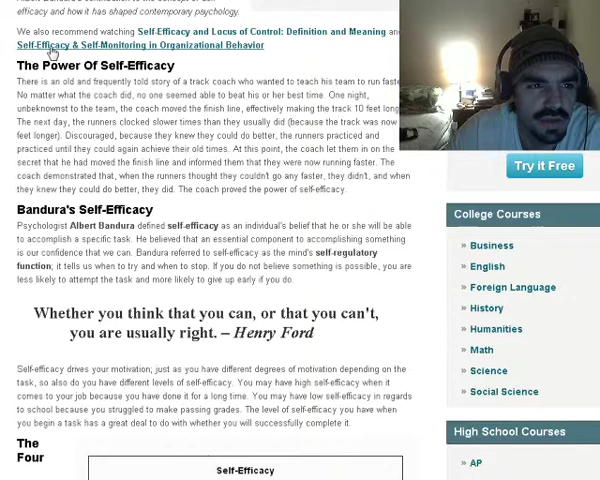 Albert Bandura's contribution to the concept of self-
efficacy and how it has shaped contemporary psychology.
We also recommend watching Self-Efficacy and Locus of Control: Definition and Meaning and
Self-Efficacy & Self-Monitoring in Organizational Behavior
The Power Of Self-Efficacy
There is an old and frequently told story of a track coach who wanted to teach his team to run faster.
No matter what the coach did, no one seemed able to beat his or her best time. One night,
unbeknownst to the team, the coach moved the finish line, effectively making the track 10 feet long
The next day, the runners clocked slower times than they usually did (because the track was now
feet longer). Discouraged, because they knew they could do better, the runners practiced and
practiced until they could again achieve their old times. At this point, the coach let them in on the
secret that he had moved the finish line and informed them that they were now running faster. The
coach demonstrated that, when the runners thought they couldn't go any faster, they didn't, and when
they knew they could do better, they did. The coach proved the power of self-efficacy.
Bandura's Self-Efficacy
Psychologist Albert Bandura defined self-efficacy as an individual's belief that he or she will be able
to accomplish a specific task. He believed that an essential component to accomplishing something
is our confidence that we can. Bandura referred to self-efficacy as the mind's self-regulatory
function; it tells us when to try and when to stop. If you do not believe something is possible, you are
less likely to attempt the task and more likely to give up early if you do.
Whether you think that you can, or that you can't,
you are usually right. – Henry Ford
Self-efficacy drives your motivation; just as you have different degrees of motivation depending on the
task, so also do you have different levels of self-efficacy. You may have high self-efficacy when it
comes to your job because you have done it for a long time. You may have low self-efficacy in regards
to school because you struggled to make passing grades. The level of self-efficacy you have when
you begin a task has a great deal to do with whether you will successfully complete it.
The
Four
Self-Efficacy
Try it Free
College Courses
» Business
» English
» Foreign Language
» History
» Humanities
» Math
» Science
» Social Science
High School Courses
» AP